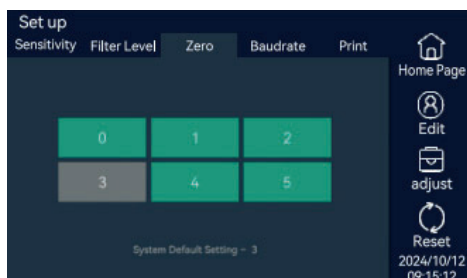 Set up
Sensitivity Filter Level Zero Baudrate Print
0 1 2
3 4 5
System Default Setting - 3
Home Page
Edit
adjust
Reset
2024/10/12
09:15:12